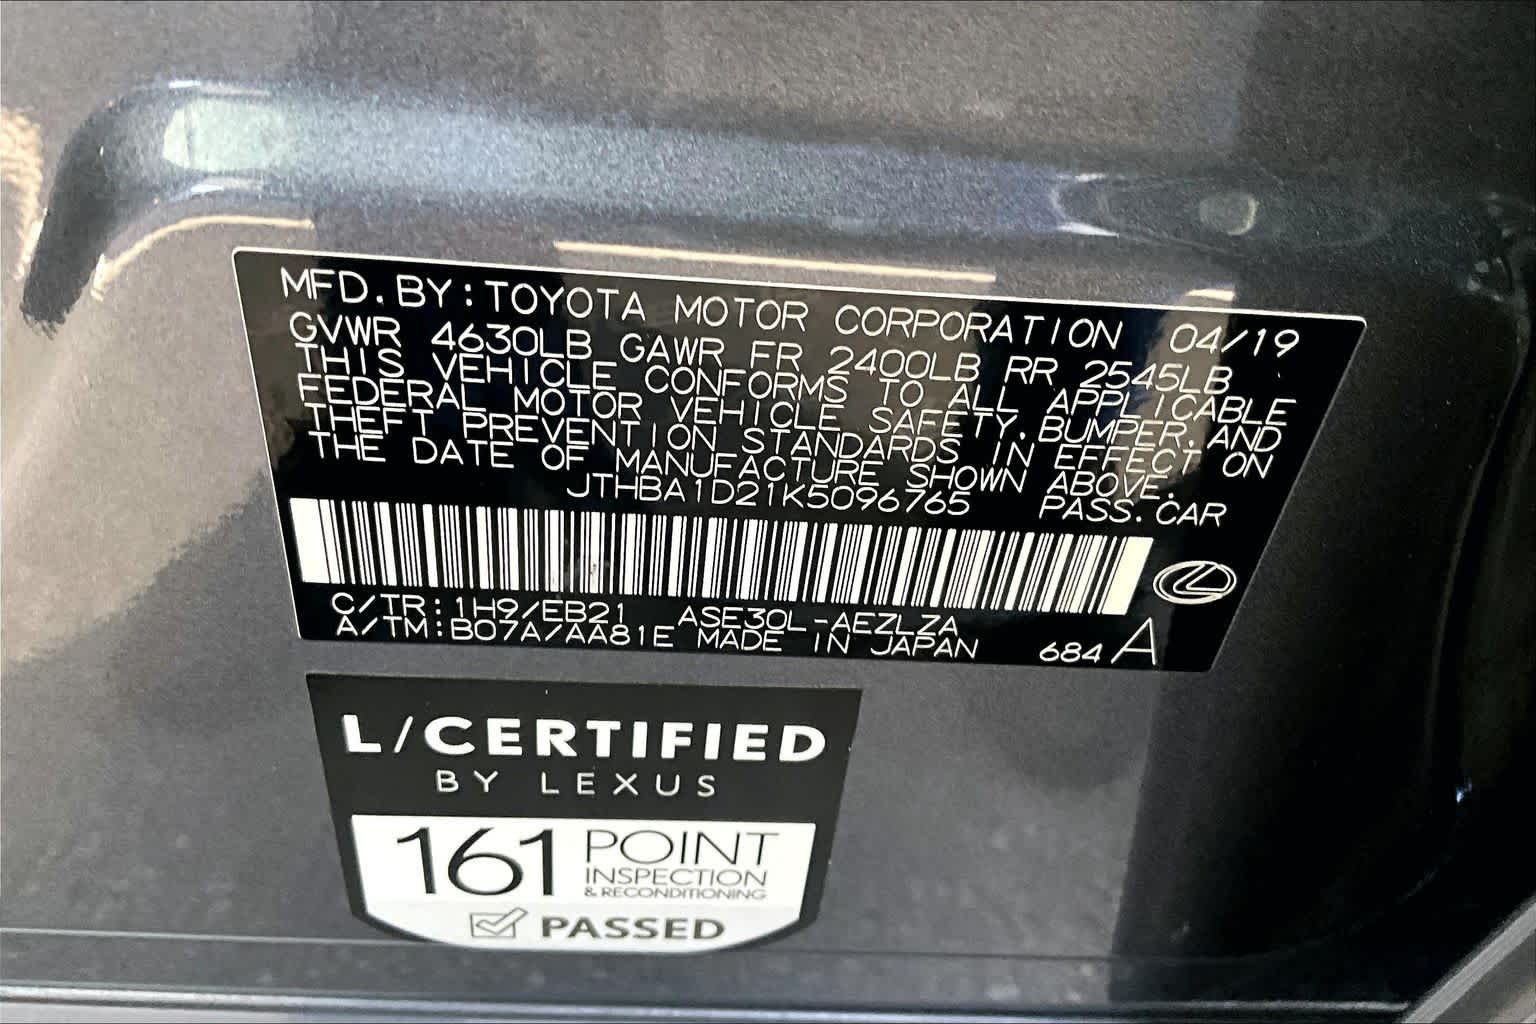 MFD. BY: TOYOTA MOTOR CORPORATION 04/19
GVWR 4630LB GAWR FR 2400LB RR 2545LB
THIS VEHICLE CONFORMS TO ALL APPLICABLE
FEDERAL MOTOR VEHICLE SAFETY, BUMPER, AND
THEFT PREVENTION STANDARDS IN EFFECT ON
THE DATE OF MANUFACTURE SHOWN ABOVE.
JTHBA1D21K5096765 PASS. CAR
C/TR: 1H9/EB21 ASE30L-AEZLZA
A/TM: B07A/AA81E MADE IN JAPAN 684 A
L/CERTIFIED
BY LEXUS
161 POINT
INSPECTION
& RECONDITIONING
PASSED